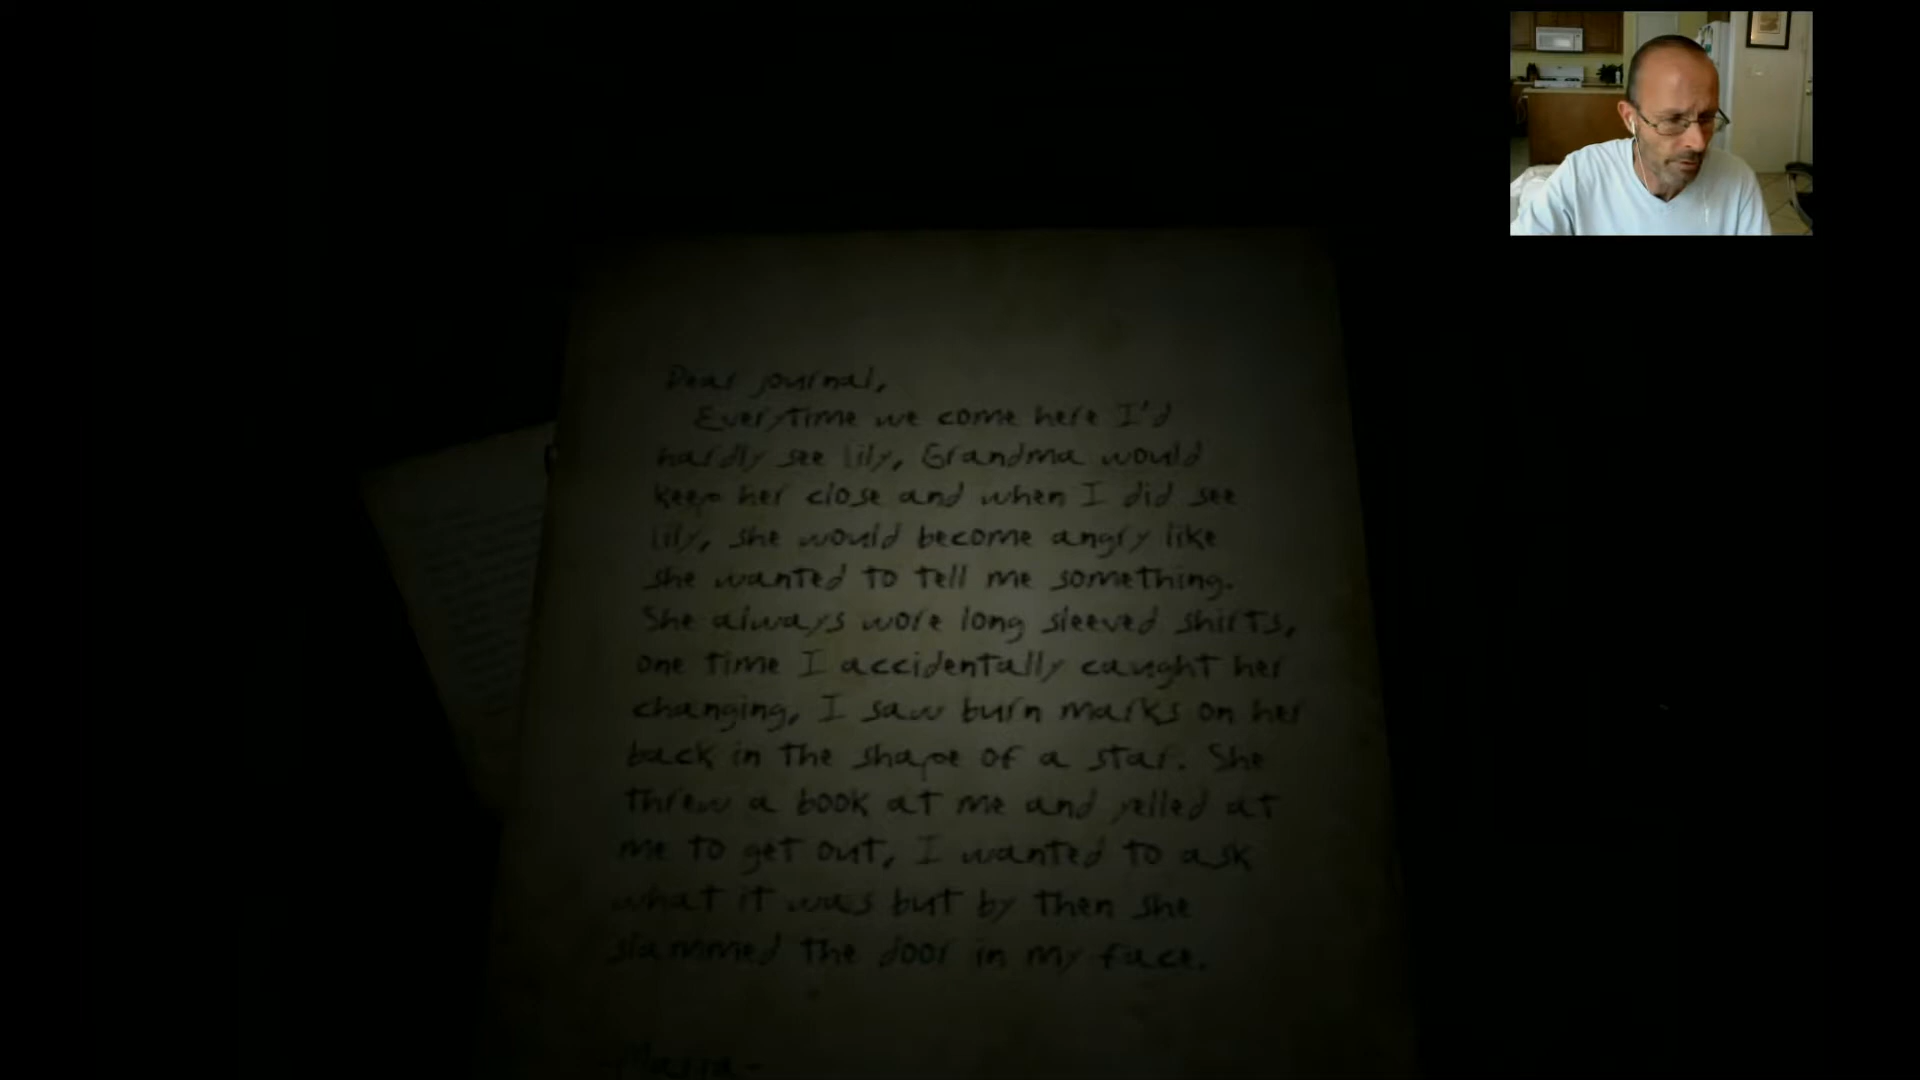 Dear journal,
Everytime we come here I'd
hardly see lily, Grandma would
keep her close and when I did see
lily, she would become angry like
she wanted to tell me something.
She always wore long sleeved shirts,
one time I accidentally caught her
changing, I saw burn marks on her
back in the shape of a star. She
threw a book at me and yelled at
me to get out, I wanted to ask
what it was but by then she
slammed the door in my face.